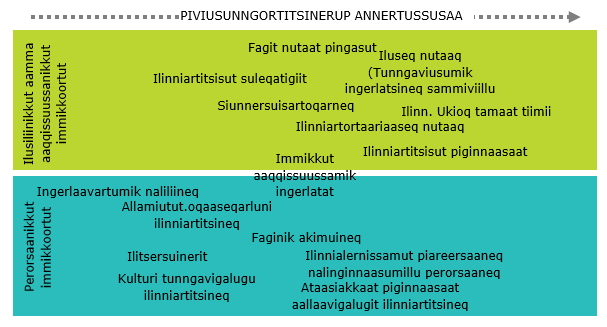 PIVIUSUNNGORTITSINERUP ANNERTUSSUSAA
Ilusiliinikkut aamma
aaqqissuussanikkut
immikkoortut
Fagit nutaat pingasut
Iluseq nutaaq
(Tunngaviusumik
ingerlatsineq sammiviillu
Ilinniartitsisut suleqatigiit
Siunnersuisartoqarneq
Ilinn. Ukioq tamaat tiimii
Ilinniartortaariaaseq nutaaq
Ilinniartitsisut piginnaasaat
Immikkut
aaqqissuussamik
ingerlatat
Perorsaanikkut
immikkoortut
Ingerlaavartumik naliliineq
Allamiutut.oqaaseqarluni
ilinniartitsineq
Faginik akimuineq
Ilitsersuinerit
Ilinnialernissamut piareersaaneq
nalinginnaasumillu perorsaaneq
Kulturi tunngavigalugu
ilinniartitsineq
Ataasiakkaat piginnaasaat
aallaavigalugit ilinniartitsineq